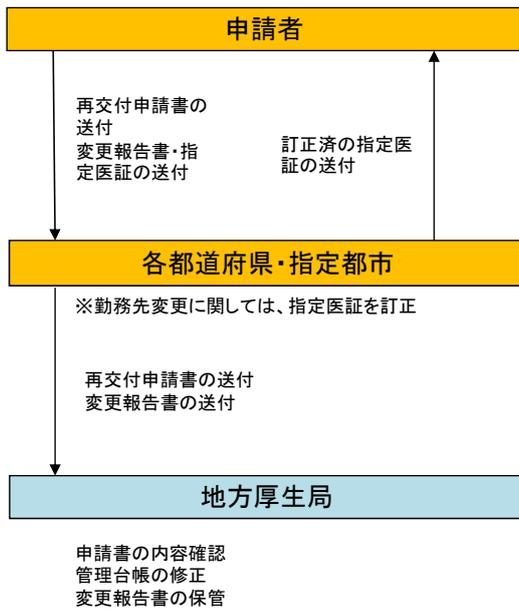 申請者
再交付申請書の
送付
変更報告書・指
定医証の送付
訂正済の指定医
証の送付
各都道府県・指定都市
※勤務先変更に関しては、指定医証を訂正
再交付申請書の送付
変更報告書の送付
地方厚生局
申請書の内容確認
管理台帳の修正
変更報告書の保管